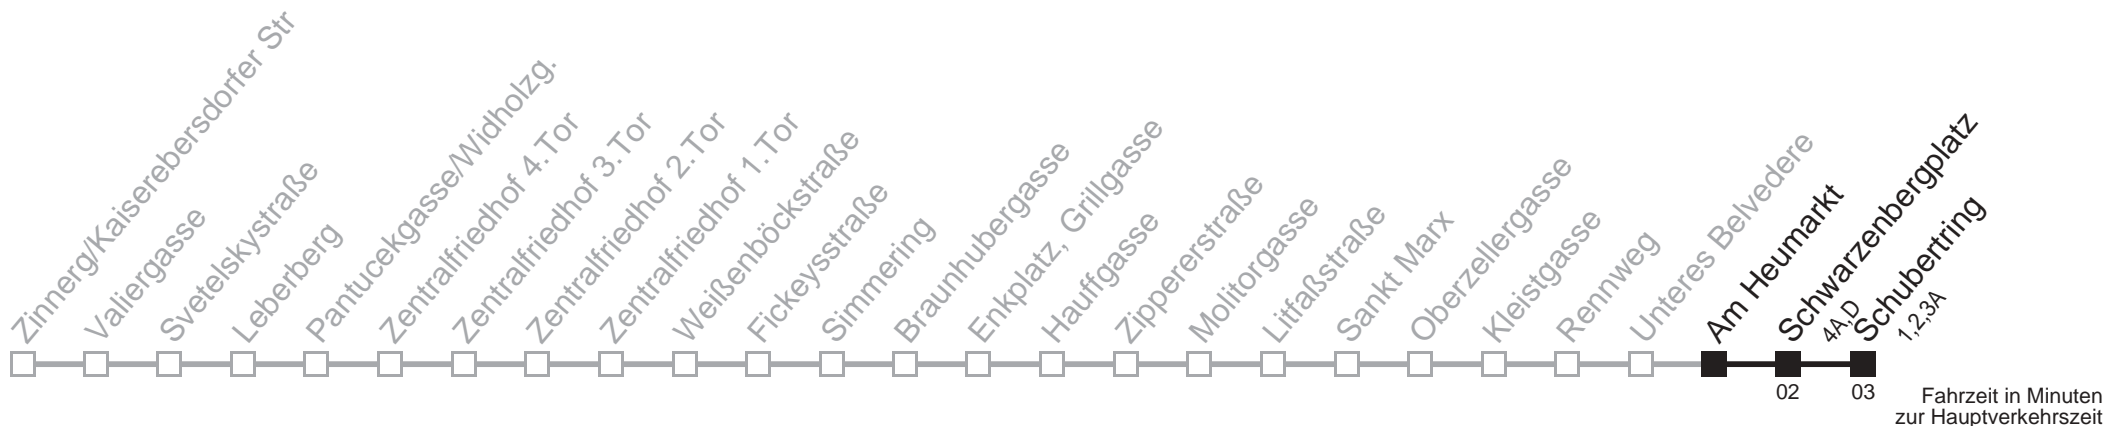 Zinnerg/Kaiserebersdorfer Str
Valiergasse
Svetelskystraße
Leberberg
Pantucekgasse/Widholzg.
Zentralfriedhof 4.Tor
Zentralfriedhof 3.Tor
Zentralfriedhof 2.Tor
Zentralfriedhof 1.Tor
Weißenböckstraße
Fickeysstraße
Simmering
Braunhubergasse
Enkplatz, Grillgasse
Hauffgasse
Zippererstraße
Molitorgasse
Litfaßstraße
Sankt Marx
Oberzellergasse
Kleistgasse
Rennweg
Unteres Belvedere
Am Heumarkt
Schwarzenbergplatz
4A,D
Schubertring
1,2,3A
02
03
Fahrzeit in Minuten
zur Hauptverkehrszeit